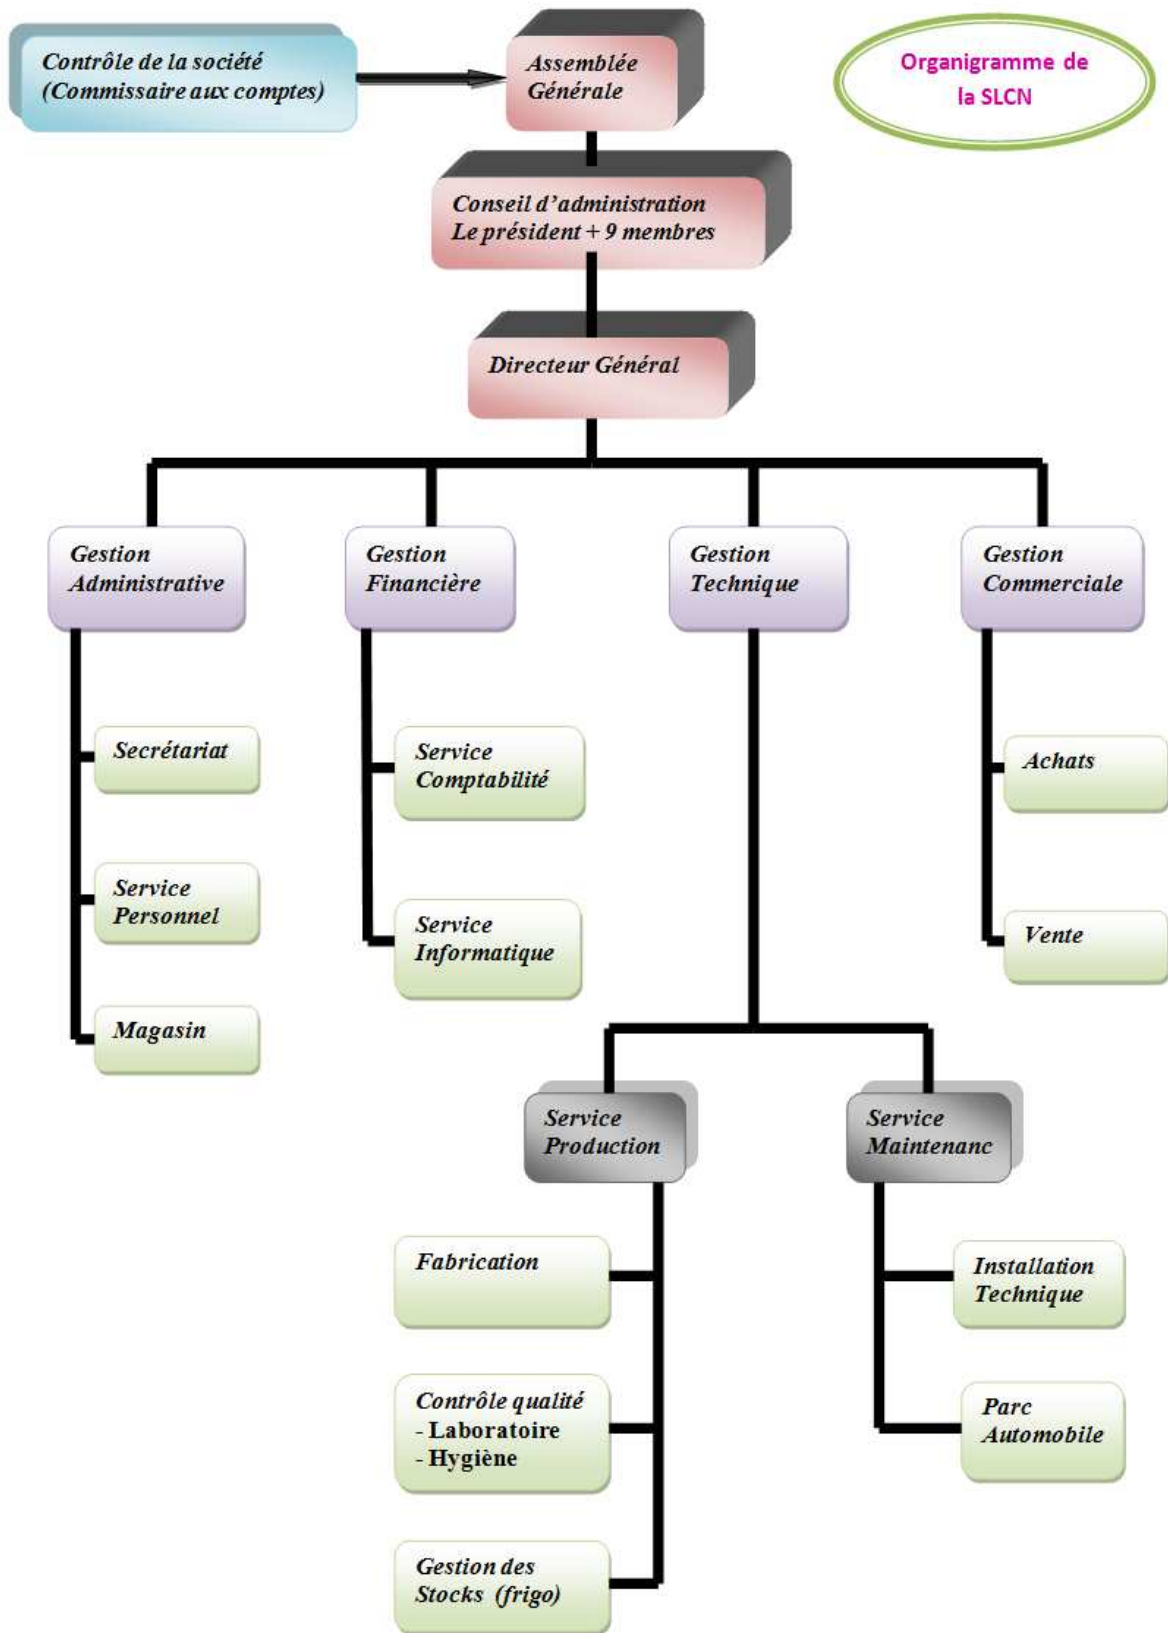 Contrôle de la société
(Commissaire aux comptes)
Assemblée
Générale
Organigramme de
la SLCN
Conseil d’administration
Le président + 9 membres
Directeur Général
Gestion
Administrative
Gestion
Financière
Gestion
Technique
Gestion
Commerciale
Secrétariat
Service
Personnel
Magasin
Service
Comptabilité
Service
Informatique
Achats
Vente
Service
Production
Service
Maintenanc
Fabrication
Contrôle qualité
- Laboratoire
- Hygiène
Gestion des
Stocks (frigo)
Installation
Technique
Parc
Automobile